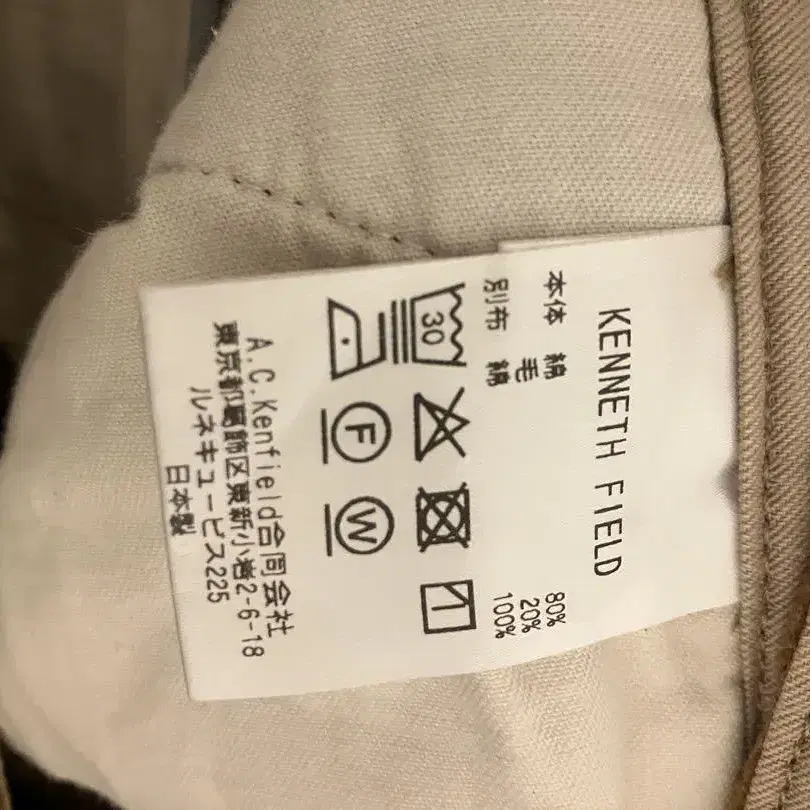 KENNETH FIELD
本体 綿 80%
毛 20%
別布 綿 100%
30
F W
A.C.Kenfield合同会社
東京都葛飾区東新小岩2-6-18
ルネキュービス225
日本製